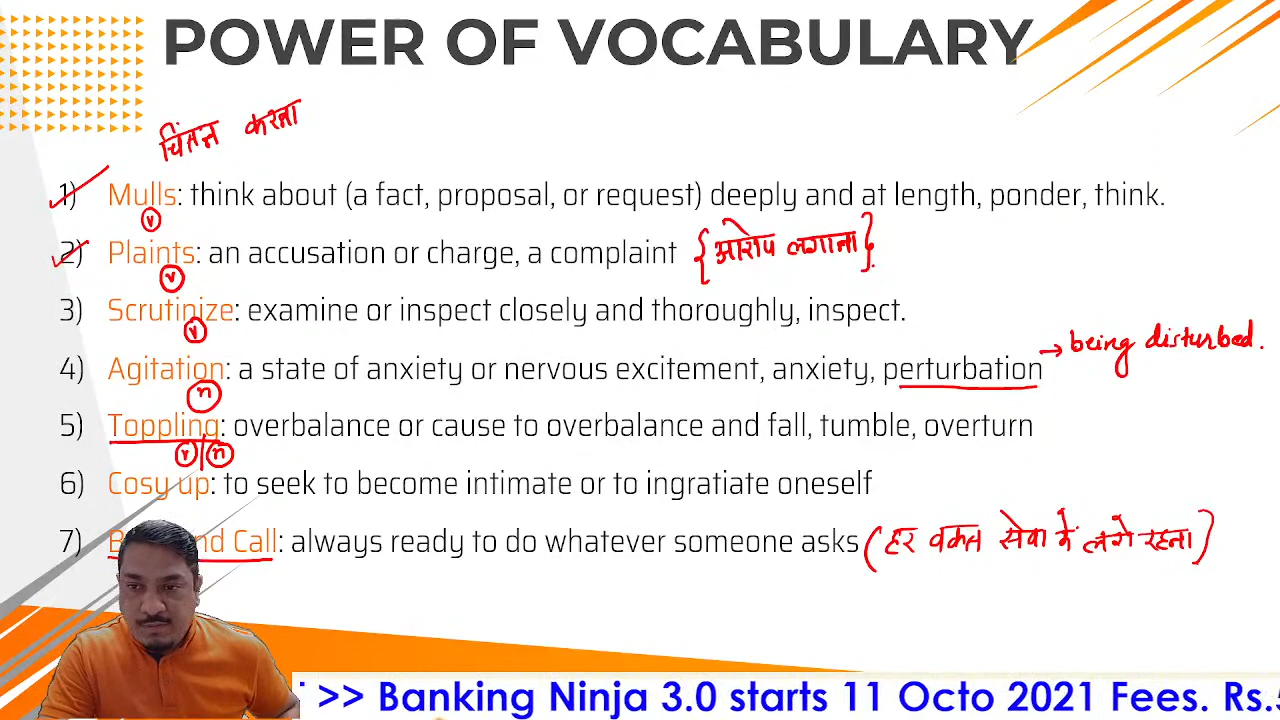 POWER OF VOCABULARY
चिंतन करना
1) Mulls: think about (a fact, proposal, or request) deeply and at length, ponder, think.
v
2) Plaints: an accusation or charge, a complaint {आरोप लगाना}
v
3) Scrutinize: examine or inspect closely and thoroughly, inspect.
v
→ being disturbed.
4) Agitation: a state of anxiety or nervous excitement, anxiety, perturbation
n
5) Toppling: overbalance or cause to overbalance and fall, tumble, overturn
v/n
6) Cosy up: to seek to become intimate or to ingratiate oneself
7) Call: always ready to do whatever someone asks (हर वक्त सेवा में लगे रहना)
>> Banking Ninja 3.0 starts 11 Octo 2021 Fees. Rs.